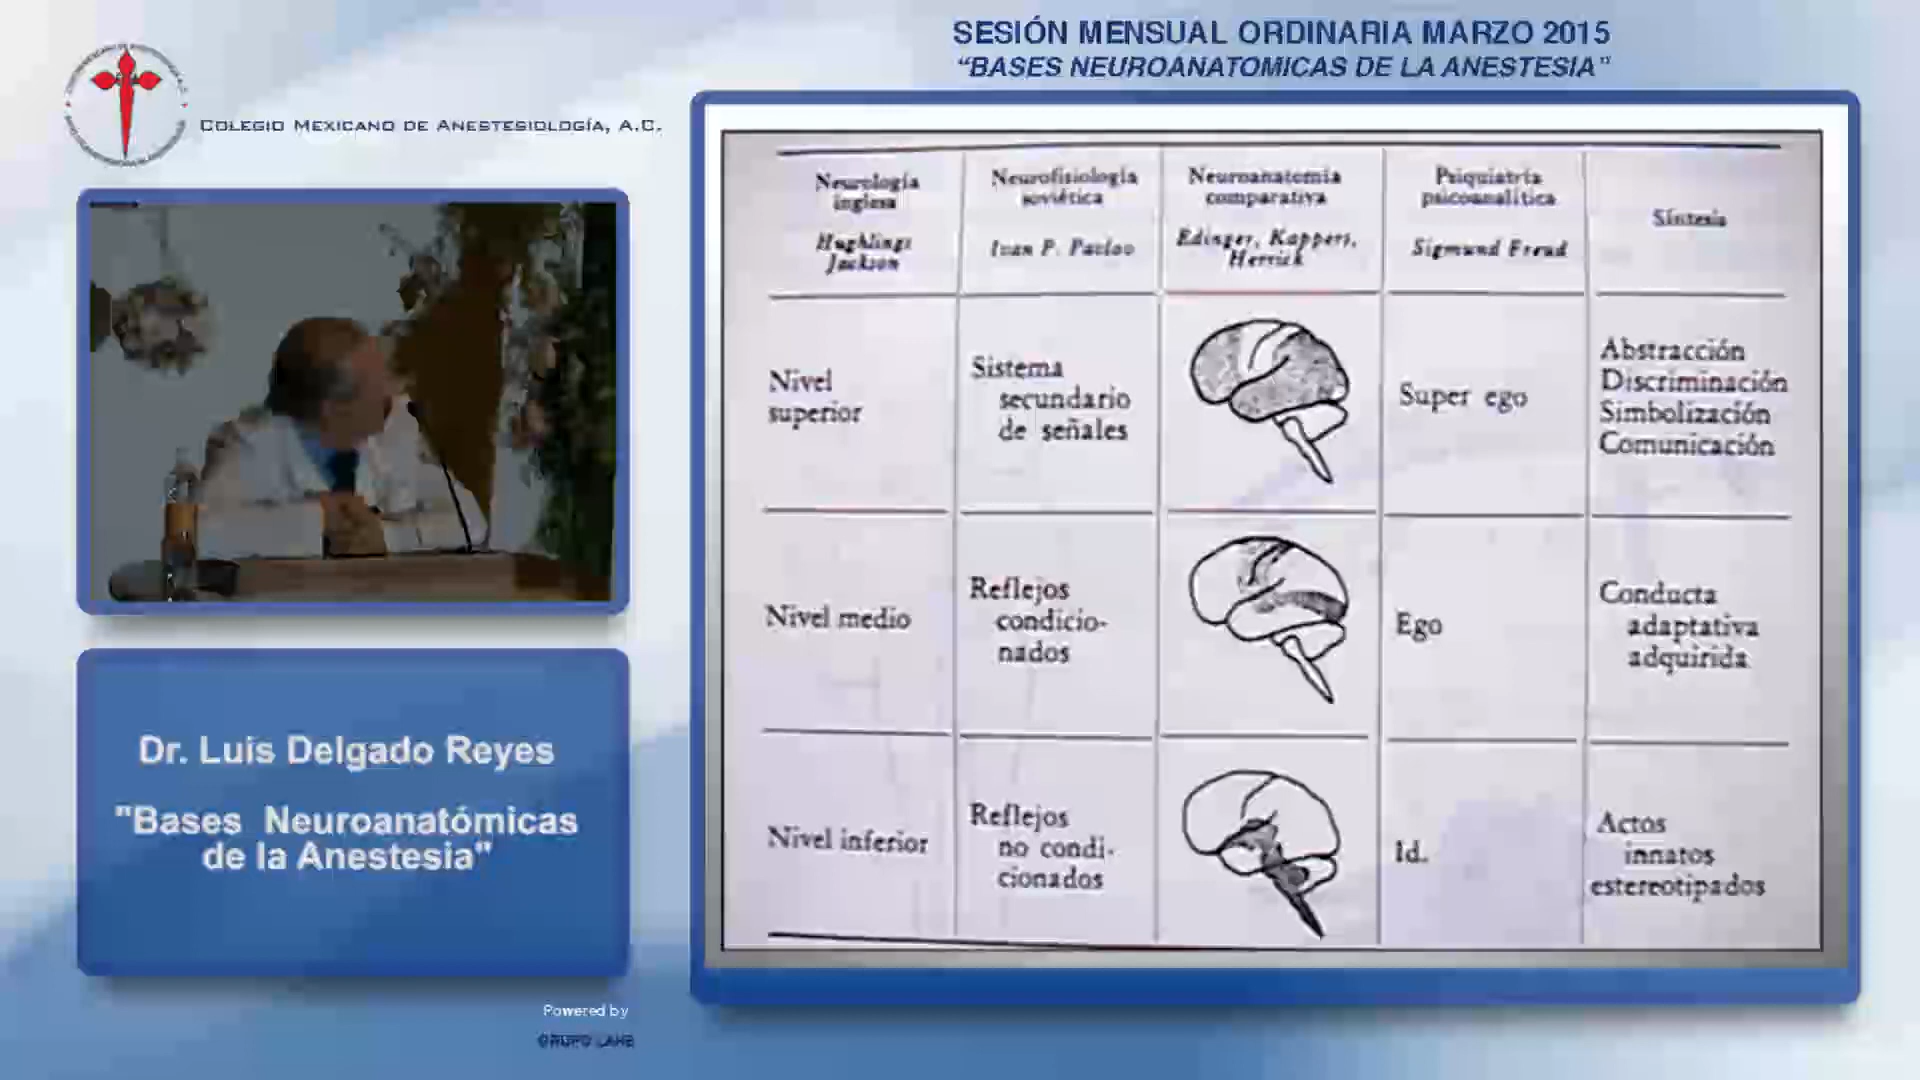 SESIÓN MENSUAL ORDINARIA MARZO 2015
"BASES NEUROANATOMICAS DE LA ANESTESIA"
COLEGIO MEXICANO DE ANESTESIOLOGÍA, A.C.
Neurología
inglesa
Hughlings
Jackson
Neurofisiología
soviética
Ivan P. Pavlov
Neuroanatomía
comparativa
Edinger, Kappers,
Herrick
Psiquiatría
psicoanalítica
Sigmund Freud
Síntesis
Nivel
superior
Sistema
secundario
de señales
Super ego
Abstracción
Discriminación
Simbolización
Comunicación
Nivel medio
Reflejos
condicio-
nados
Ego
Conducta
adaptativa
adquirida
Nivel inferior
Reflejos
no condi-
cionados
Id.
Actos
innatos
estereotipados
Dr. Luis Delgado Reyes
"Bases Neuroanatómicas
de la Anestesia"
Powered by
GRUPO LAHE